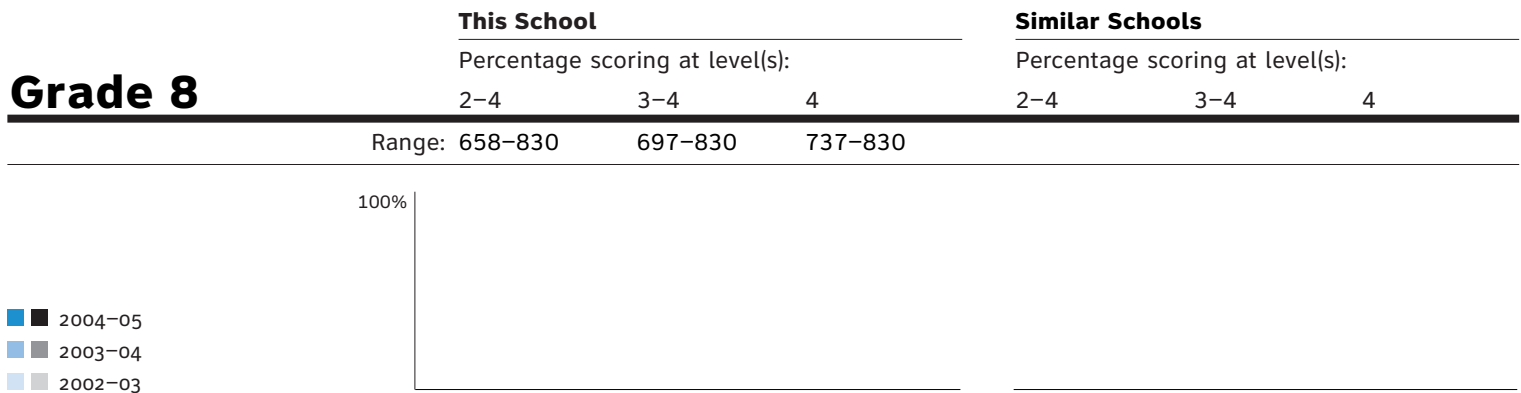 This School Similar Schools
Percentage scoring at level(s): Percentage scoring at level(s):
Grade 8 2–4 3–4 4 2–4 3–4 4
Range: 658–830 697–830 737–830
100%
2004–05
2003–04
2002–03